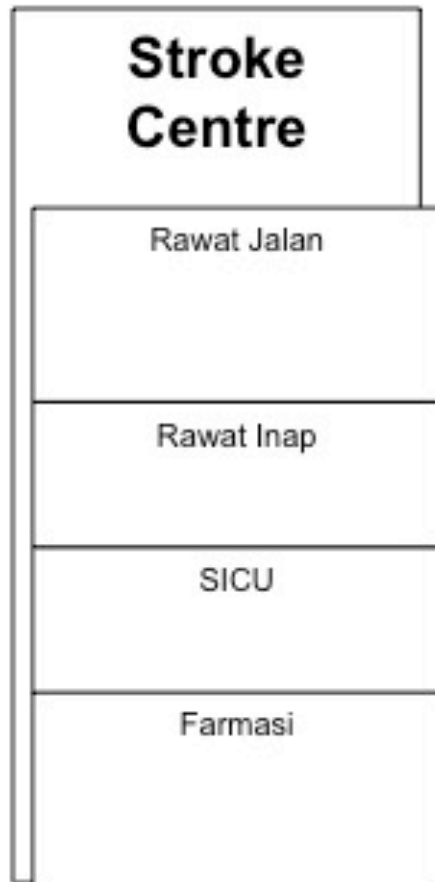 Stroke
Centre
Rawat Jalan
Rawat Inap
SICU
Farmasi